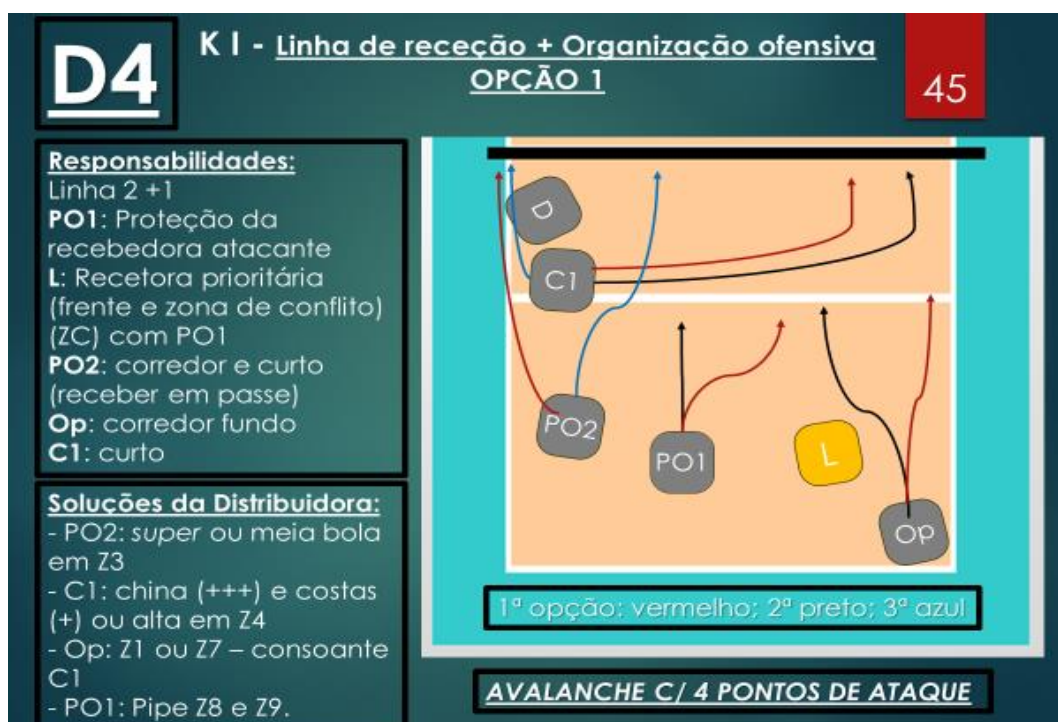 D4
K I - Linha de receção + Organização ofensiva
OPÇÃO 1
45
Responsabilidades:
Linha 2 +1
PO1: Proteção da
recebedora atacante
L: Recetora prioritária
(frente e zona de conflito)
(ZC) com PO1
PO2: corredor e curto
(receber em passe)
Op: corredor fundo
C1: curto
Soluções da Distribuidora:
- PO2: super ou meia bola
em Z3
- C1: china (+++) e costas
(+) ou alta em Z4
- Op: Z1 ou Z7 – consoante
C1
- PO1: Pipe Z8 e Z9.
D
C1
PO2
PO1
L
Op
1ª opção: vermelho; 2ª preto; 3ª azul
AVALANCHE C/ 4 PONTOS DE ATAQUE